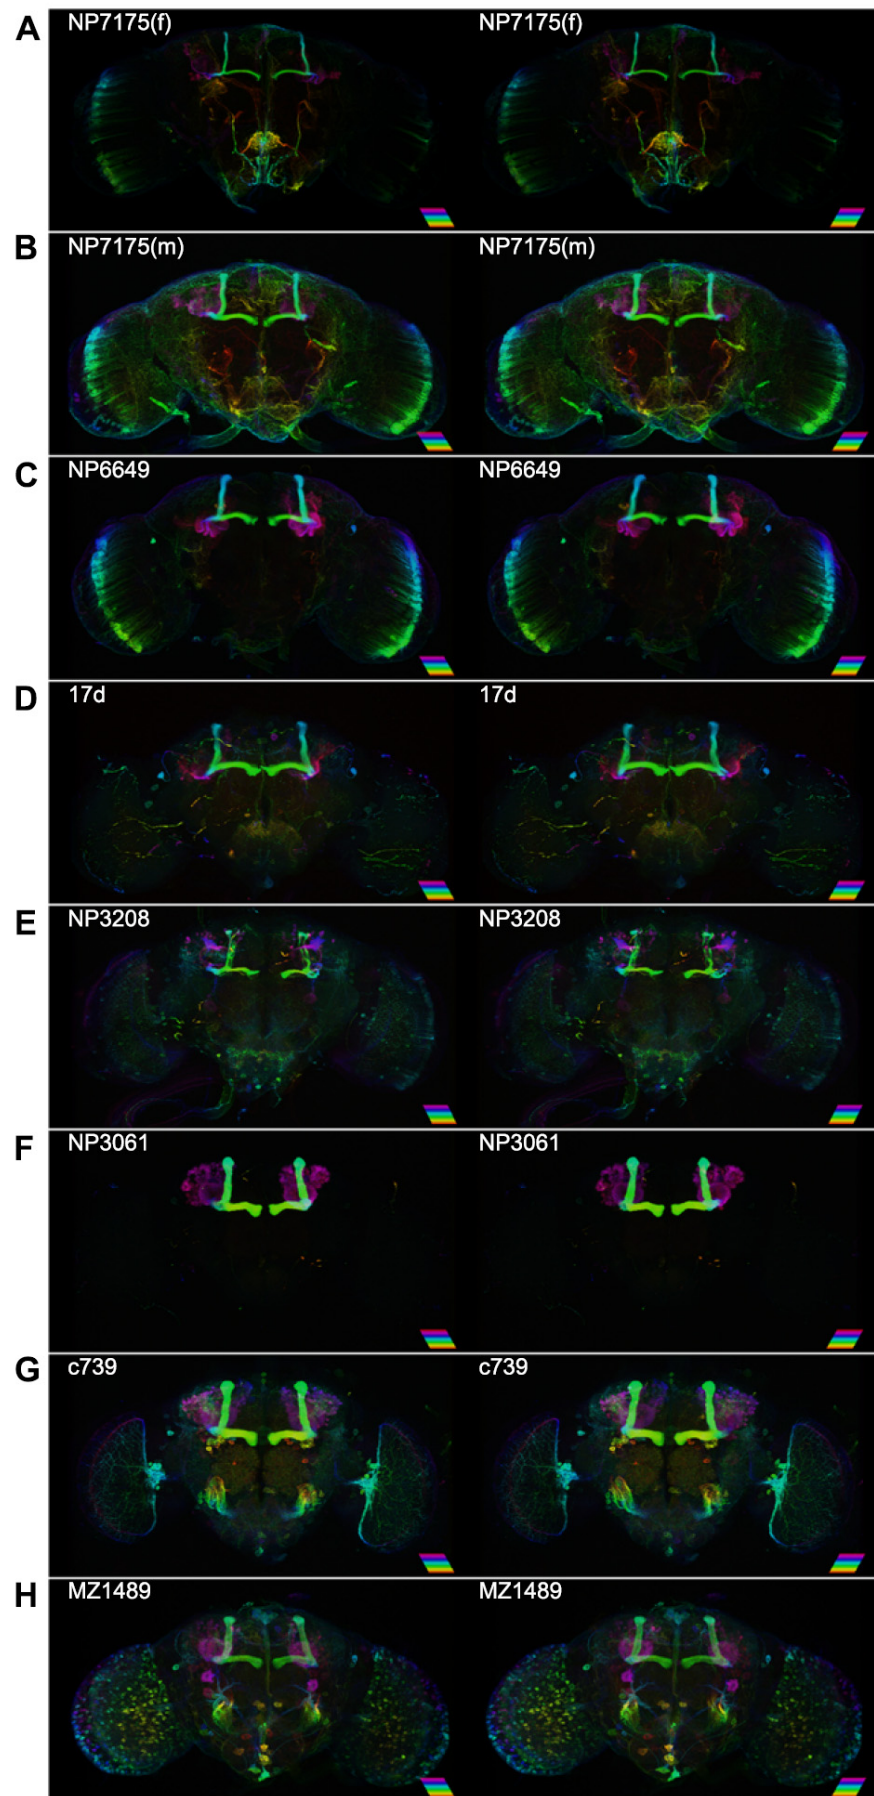 A NP7175(f) NP7175(f)
B NP7175(m) NP7175(m)
C NP6649 NP6649
D 17d 17d
E NP3208 NP3208
F NP3061 NP3061
G c739 c739
H MZ1489 MZ1489